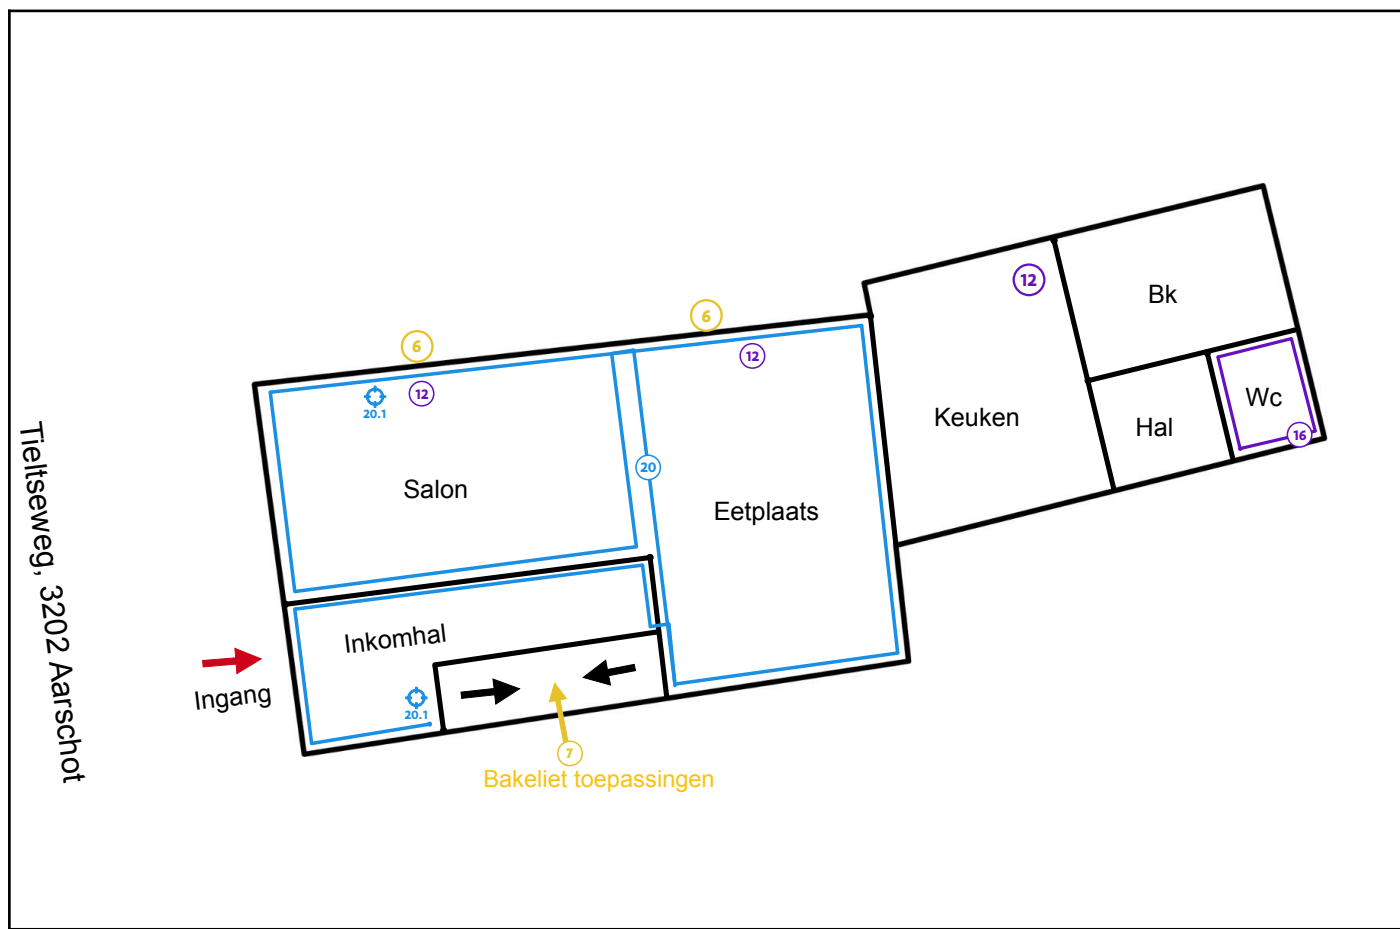 Bk
12
6
6
12
12
20.1
Wc
Keuken
Hal
16
20
Salon
Eetplaats
Tieltseweg, 3202 Aarschot
Inkomhal
Ingang
20.1
7
Bakeliet toepassingen